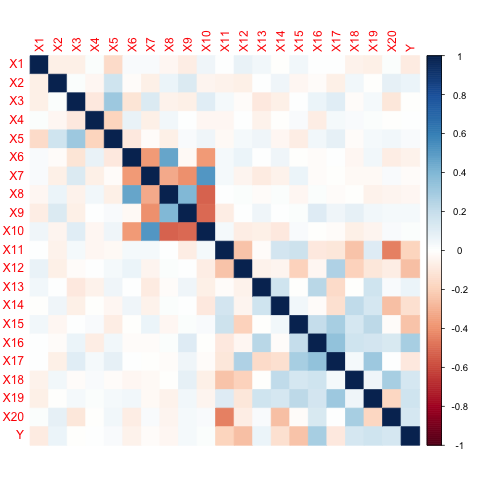 X1 X2 X3 X4 X5 X6 X7 X8 X9 X10 X11 X12 X13 X14 X15 X16 X17 X18 X19 X20 Y
X1
1
X2
0.8
X3
X4
0.6
X5
X6
0.4
X7
X8
0.2
X9
X10
X11
0
X12
X13
-0.2
X14
X15
-0.4
X16
X17
-0.6
X18
X19
-0.8
X20
Y
-1